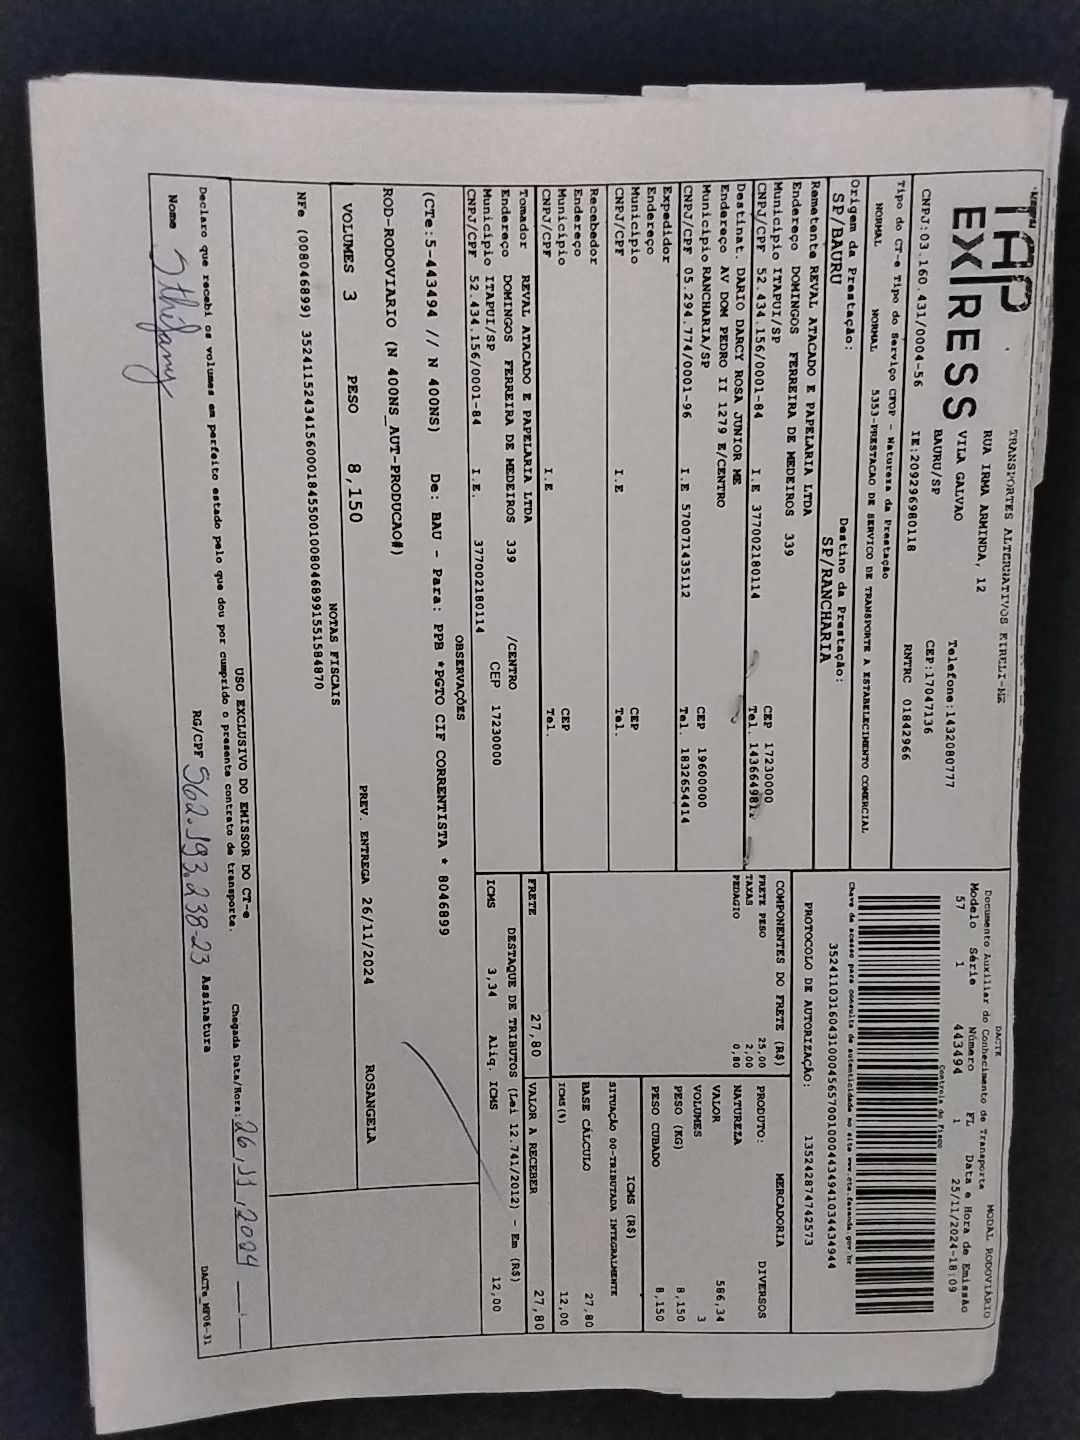 TAP EXPRESS
TRANSPORTES ALTERNATIVOS EIRELI-ME
RUA IRMA ARMINDA, 12 Telefone:1432080777
VILA GALVAO CEP:17047136
BAURU/SP
CNPJ:03.160.431/0004-56 IE:209296980118 RNTRC 01842966
DACTE MODAL RODOVIÁRIO
Documento Auxiliar do Conhecimento de Transporte
Modelo Série Número FL Data e Hora de Emissão
57 1 443494 1 25/11/2024-18:09
Controle do Fisco
Tipo do CT-e Tipo do Serviço CFOP - Natureza da Prestação
NORMAL NORMAL 5353-PRESTACAO DE SERVICO DE TRANSPORTE A ESTABELECIMENTO COMERCIAL
Chave de acesso para consulta de autenticidade no site www.cte.fazenda.gov.br
35241103160431000456570010004434941034434944
PROTOCOLO DE AUTORIZAÇÃO: 135242874742573
Origem da Prestação: Destino da Prestação:
SP/BAURU SP/RANCHARIA
Remetente REVAL ATACADO E PAPELARIA LTDA
Endereço DOMINGOS FERREIRA DE MEDEIROS 339
Município ITAPUI/SP CEP 17230000
CNPJ/CPF 52.434.156/0001-84 I.E 377002180114 Tel.
Destinat. DARIO DARCY ROSA JUNIOR ME
Endereço AV DOM PEDRO II 1279 E/CENTRO
Município RANCHARIA/SP CEP 19600000
CNPJ/CPF 05.294.774/0001-96 I.E 570071435112 Tel. 1832654414
Expedidor
Endereço
Município CEP
CNPJ/CPF I.E Tel.
Recebedor
Endereço
Município CEP
CNPJ/CPF I.E Tel.
Tomador REVAL ATACADO E PAPELARIA LTDA
Endereço DOMINGOS FERREIRA DE MEDEIROS 339 /CENTRO
Município ITAPUI/SP CEP 17230000
CNPJ/CPF 52.434.156/0001-84 I.E. 377002180114
COMPONENTES DO FRETE (R$)
FRETE PESO 25,00
TAXAS 2,00
PEDAGIO 0,80
PRODUTO: MERCADORIA
NATUREZA DIVERSOS
VALOR 586,34
VOLUMES 3
PESO (KG) 8,150
PESO CUBADO 8,150
ICMS (R$)
SITUAÇÃO 00-TRIBUTADA INTEGRALMENTE
BASE CÁLCULO 27,80
ICMS(%) 12,00
FRETE 27,80 VALOR A RECEBER 27,80
DESTAQUE DE TRIBUTOS (Lei 12.741/2012) - Em (R$)
ICMS 3,34 Aliq. ICMS 12,00
OBSERVAÇÕES
(CTe:5-443494 // N 400NS) De: BAU - Para: PPB *PGTO CIF CORRENTISTA * 8046899
ROD-RODOVIARIO (N 400NS_AUT-PRODUCAO#)
VOLUMES 3 PESO 8,150 PREV. ENTREGA 26/11/2024 ROSANGELA
NOTAS FISCAIS
NFe (008046899) 35241152434156000184550010080468991551584870
USO EXCLUSIVO DO EMISSOR DO CT-e
Declaro que recebi os volumes em perfeito estado pelo que dou por cumprido o presente contrato de transporte. Chegada Data/Hora: 26,11,2024
Nome Sthefany RG/CPF 562.193.238-23 Assinatura
DACTe_MF06-31